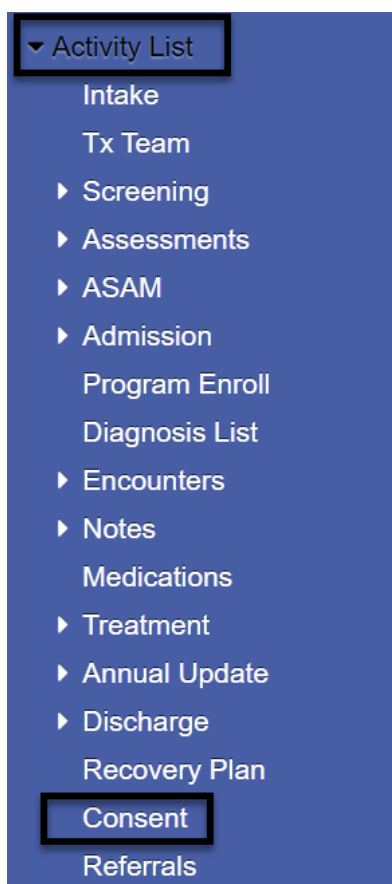 Activity List
Intake
Tx Team
Screening
Assessments
ASAM
Admission
Program Enroll
Diagnosis List
Encounters
Notes
Medications
Treatment
Annual Update
Discharge
Recovery Plan
Consent
Referrals